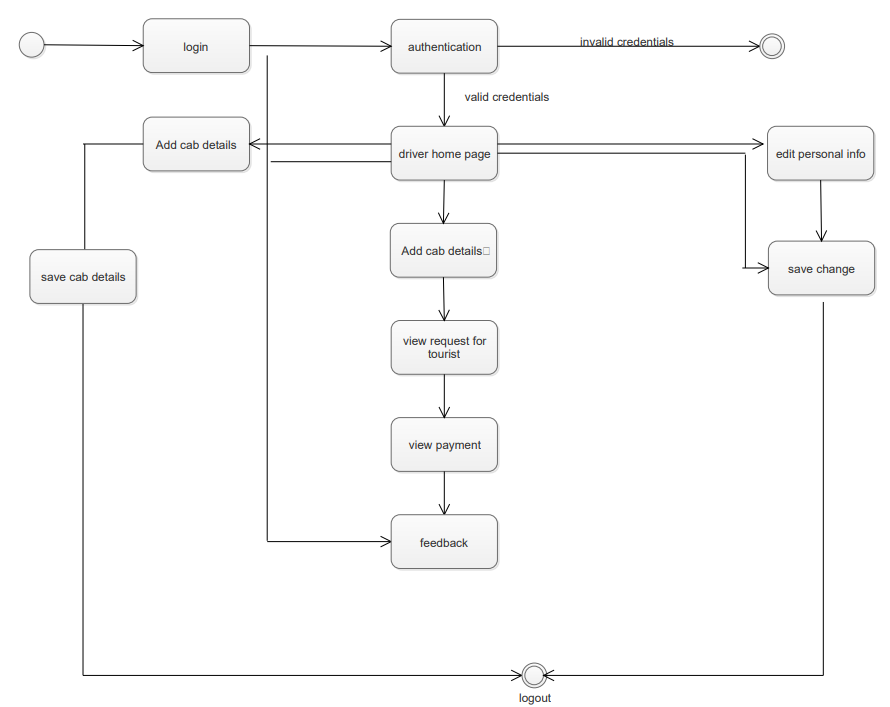 login
authentication
invalid credentials
valid credentials
Add cab details
driver home page
edit personal info
Add cab details
save cab details
save change
view request for
tourist
view payment
feedback
logout